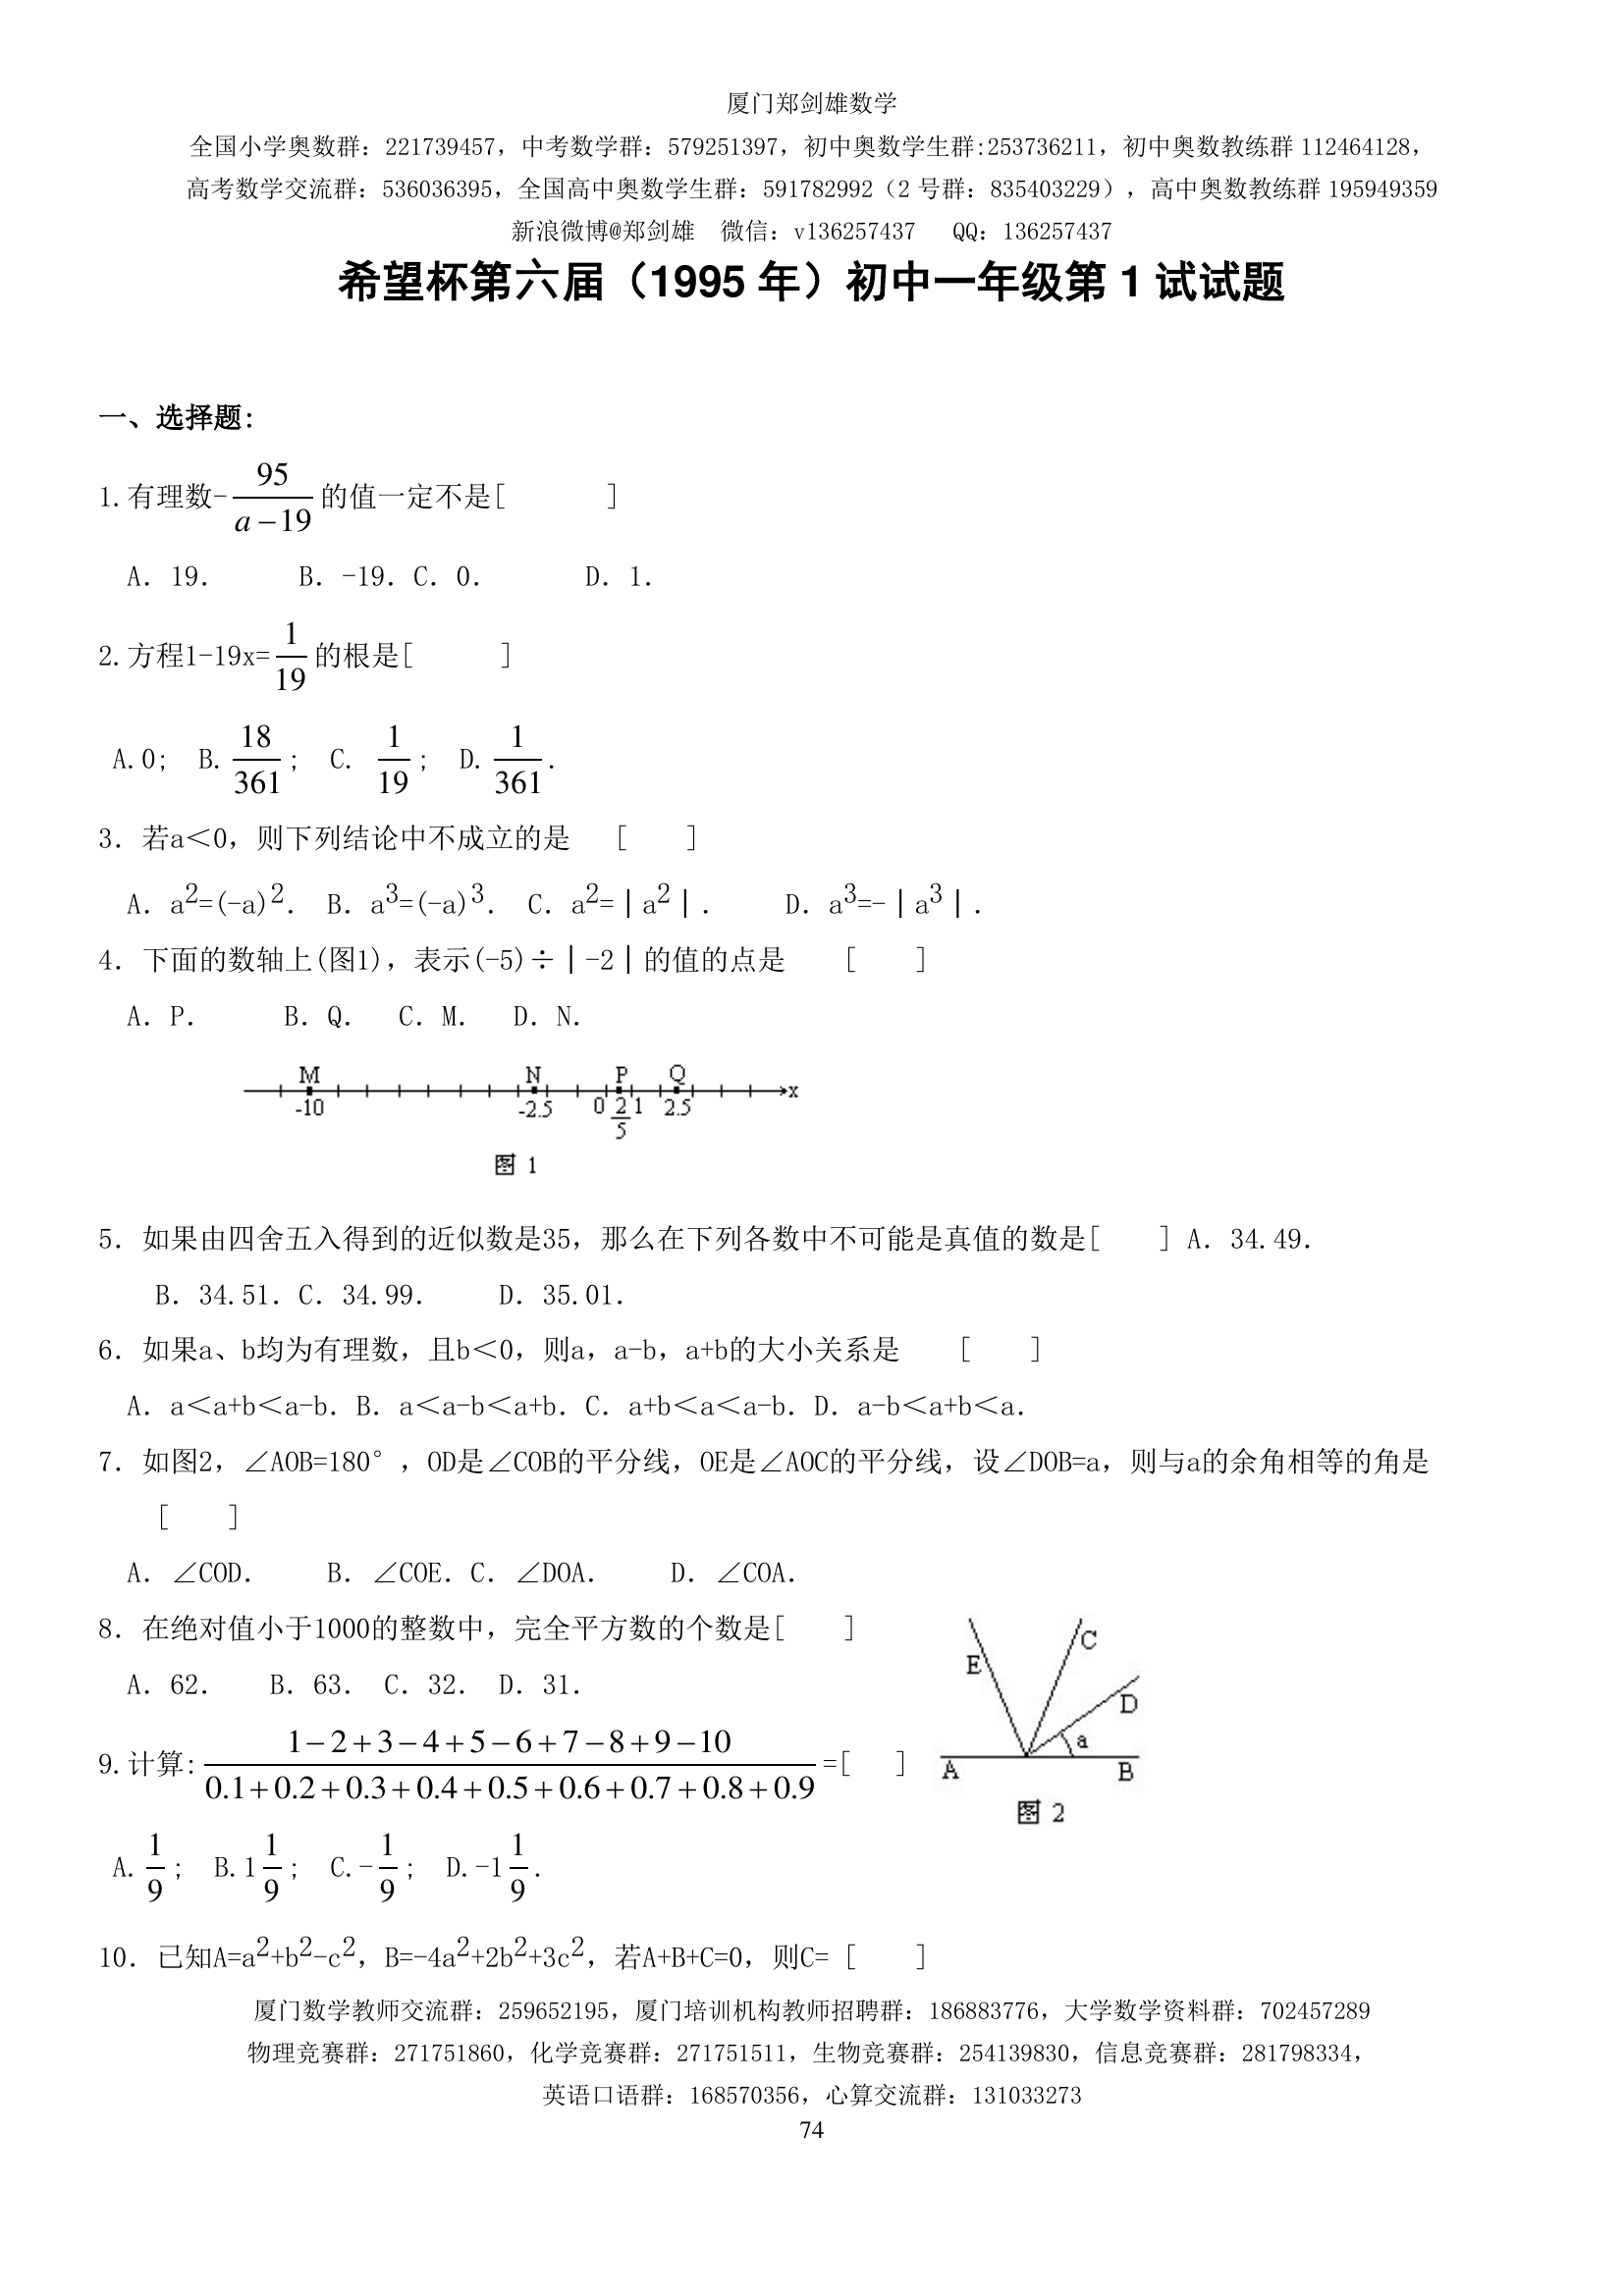 厦门郑剑雄数学
全国小学奥数群：221739457，中考数学群：579251397，初中奥数学生群:253736211，初中奥数教练群 112464128，
高考数学交流群：536036395，全国高中奥数学生群：591782992（2 号群：835403229），高中奥数教练群 195949359
新浪微博@郑剑雄 微信：v136257437 QQ：136257437
希望杯第六届（1995 年）初中一年级第 1 试试题
一、选择题:
1.有理数-\frac{95}{a-19}的值一定不是[ ]
A．19． B．-19．C．0． D．1．
2.方程1-19x=\frac{1}{19}的根是[ ]
A.0; B.\frac{18}{361}; C.\frac{1}{19}; D.\frac{1}{361}.
3．若a＜0，则下列结论中不成立的是 [ ]
A．a²=(-a)²． B．a³=(-a)³． C．a²=|a²|． D．a³=-|a³|．
4．下面的数轴上(图1)，表示(-5)÷|-2|的值的点是 [ ]
A．P． B．Q． C．M． D．N．
M N P Q
-10 -2.5 0 \frac{2}{5} 1 2.5 x
图 1
5．如果由四舍五入得到的近似数是35，那么在下列各数中不可能是真值的数是[ ] A．34.49．
B．34.51．C．34.99． D．35.01．
6．如果a、b均为有理数，且b＜0，则a，a-b，a+b的大小关系是 [ ]
A．a＜a+b＜a-b．B．a＜a-b＜a+b．C．a+b＜a＜a-b．D．a-b＜a+b＜a．
7．如图2，∠AOB=180°，OD是∠COB的平分线，OE是∠AOC的平分线，设∠DOB=a，则与a的余角相等的角是
[ ]
A．∠COD． B．∠COE．C．∠DOA． D．∠COA．
8．在绝对值小于1000的整数中，完全平方数的个数是[ ]
A．62． B．63． C．32． D．31．
E C D a A B
图 2
9.计算:\frac{1-2+3-4+5-6+7-8+9-10}{0.1+0.2+0.3+0.4+0.5+0.6+0.7+0.8+0.9}=[ ]
A.\frac{1}{9}; B.1\frac{1}{9}; C.-\frac{1}{9}; D.-1\frac{1}{9}.
10．已知A=a²+b²-c²，B=-4a²+2b²+3c²，若A+B+C=0，则C= [ ]
厦门数学教师交流群：259652195，厦门培训机构教师招聘群：186883776，大学数学资料群：702457289
物理竞赛群：271751860，化学竞赛群：271751511，生物竞赛群：254139830，信息竞赛群：281798334，
英语口语群：168570356，心算交流群：131033273
74